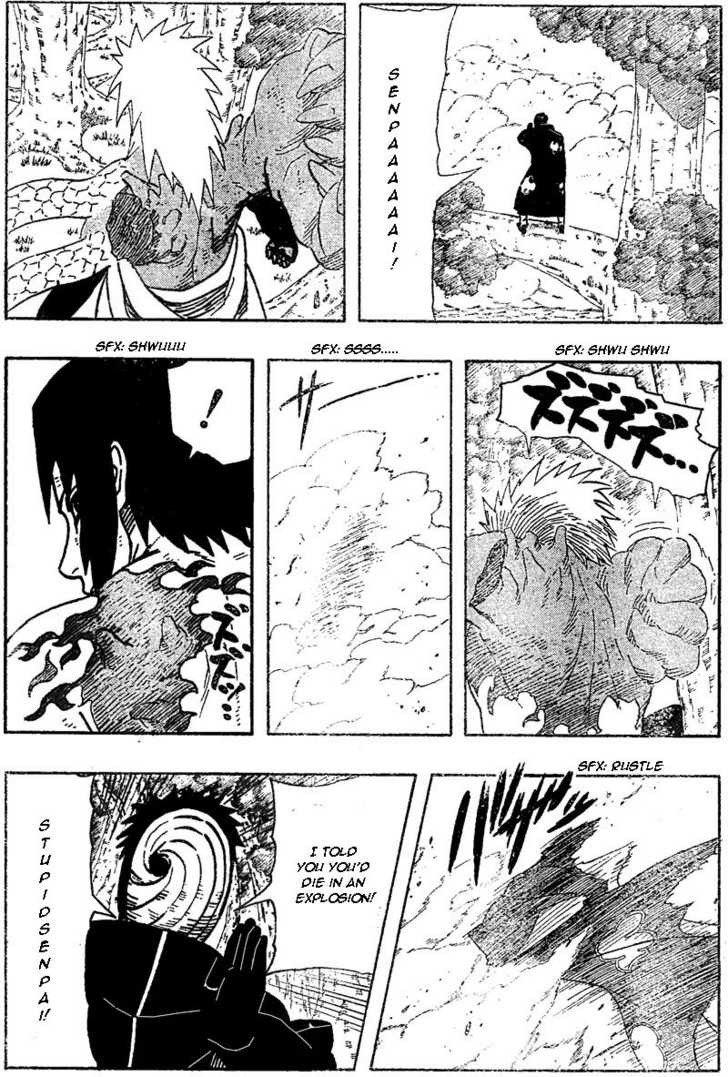 SENPAAAAAAI!
SFX: SHWU SHWU
ズズズズ...
SFX: SSSS.....
SFX: SHWUUU
!
ズズッ...
SFX: RUSTLE
I TOLD
YOU YOU'D
DIE IN AN
EXPLOSION!
STUPIDSENPAI!